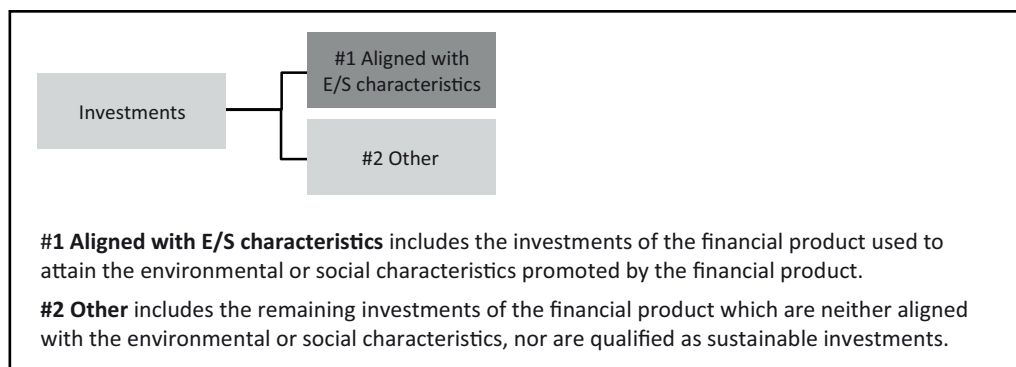 #1 Aligned with
E/S characteristics
Investments
#2 Other
#1 Aligned with E/S characteristics includes the investments of the financial product used to
attain the environmental or social characteristics promoted by the financial product.
#2 Other includes the remaining investments of the financial product which are neither aligned
with the environmental or social characteristics, nor are qualified as sustainable investments.